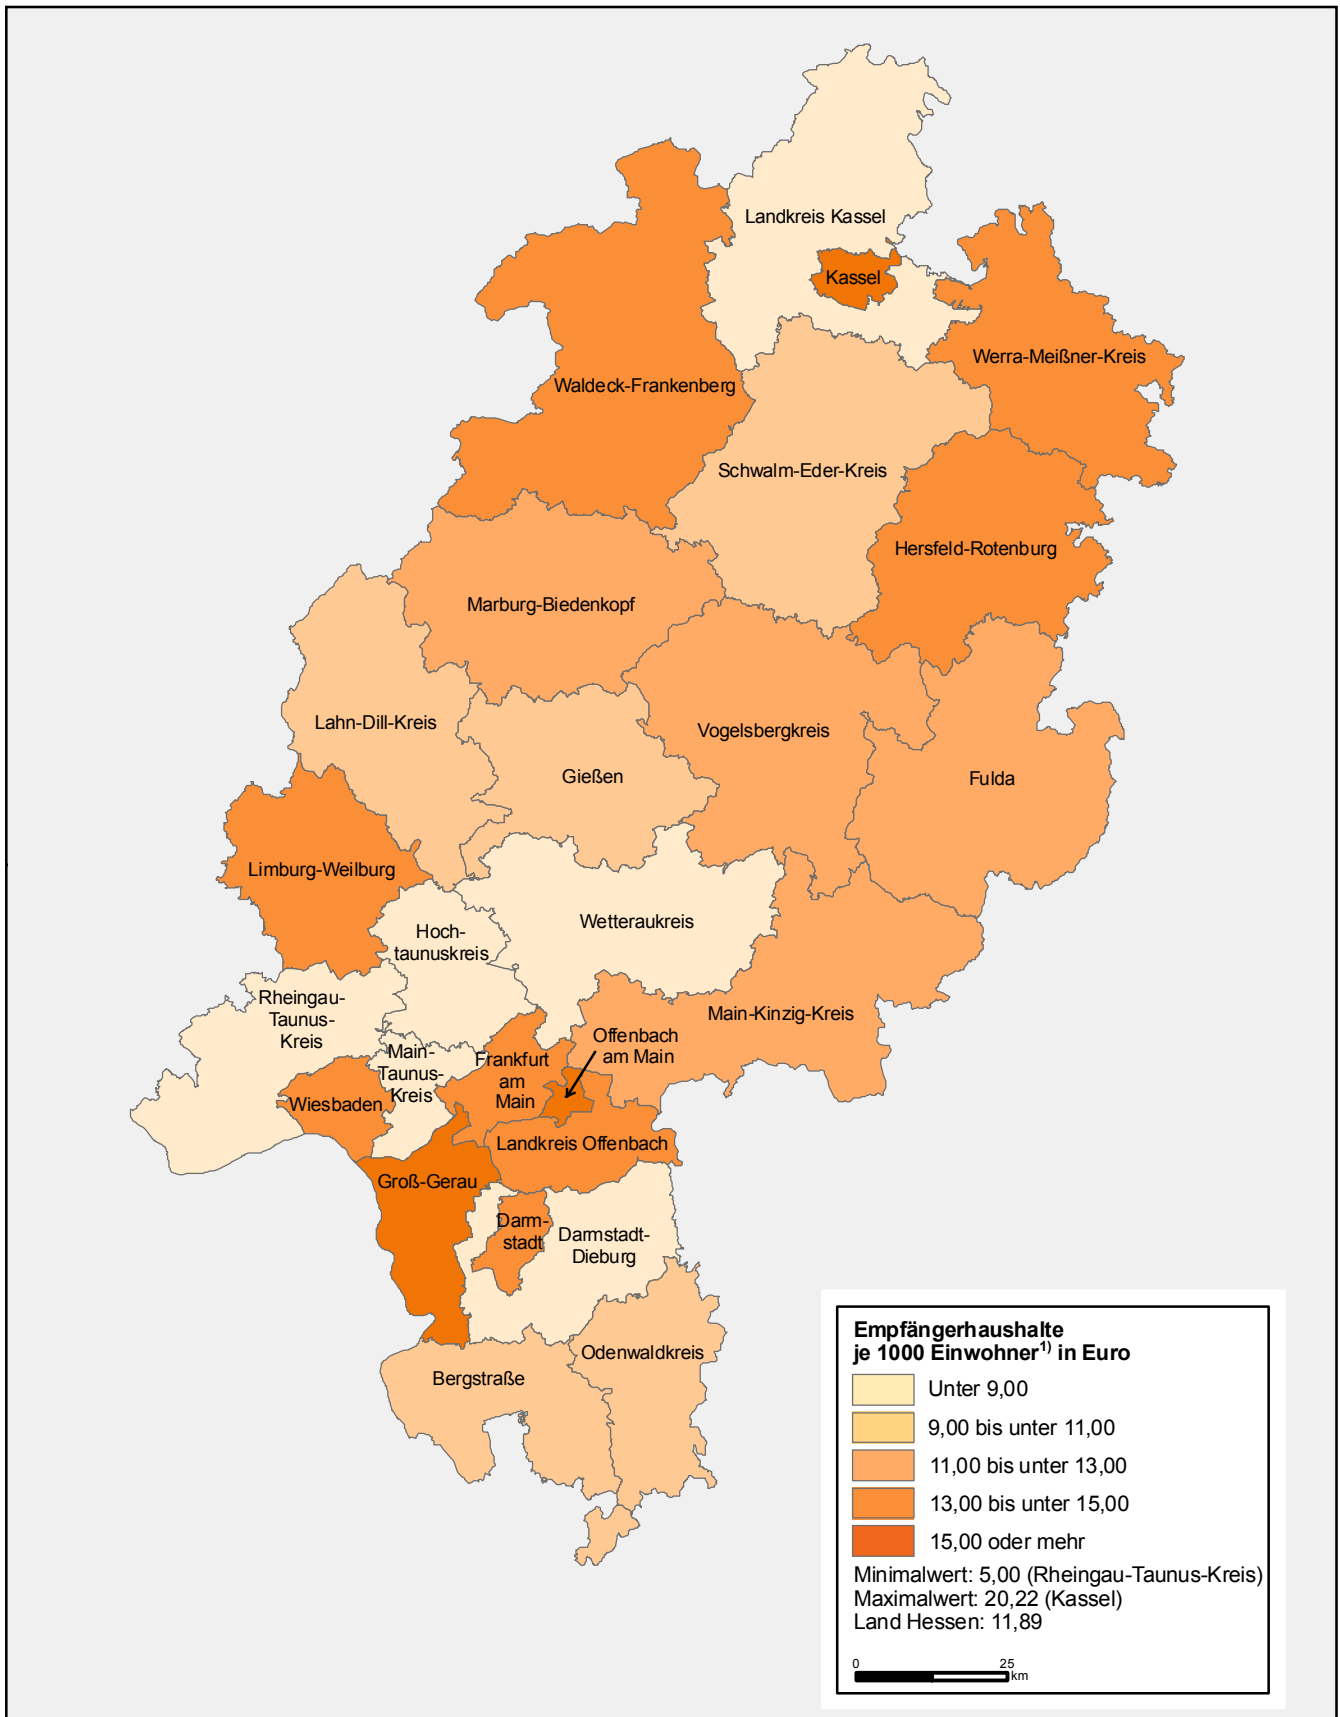 Landkreis Kassel
Kassel
Werra-Meißner-Kreis
Waldeck-Frankenberg
Schwalm-Eder-Kreis
Hersfeld-Rotenburg
Marburg-Biedenkopf
Lahn-Dill-Kreis
Vogelsbergkreis
Gießen
Fulda
Limburg-Weilburg
Wetteraukreis
Hoch-
taunuskreis
Rheingau-
Taunus-
Kreis
Main-Kinzig-Kreis
Offenbach
am Main
Main-
Taunus-
Kreis
Frankfurt
am
Main
Wiesbaden
Landkreis Offenbach
Groß-Gerau
Darm-
stadt
Darmstadt-
Dieburg
Odenwaldkreis
Bergstraße
Empfängerhaushalte
je 1000 Einwohner1) in Euro
Unter 9,00
9,00 bis unter 11,00
11,00 bis unter 13,00
13,00 bis unter 15,00
15,00 oder mehr
Minimalwert: 5,00 (Rheingau-Taunus-Kreis)
Maximalwert: 20,22 (Kassel)
Land Hessen: 11,89
0 25
km